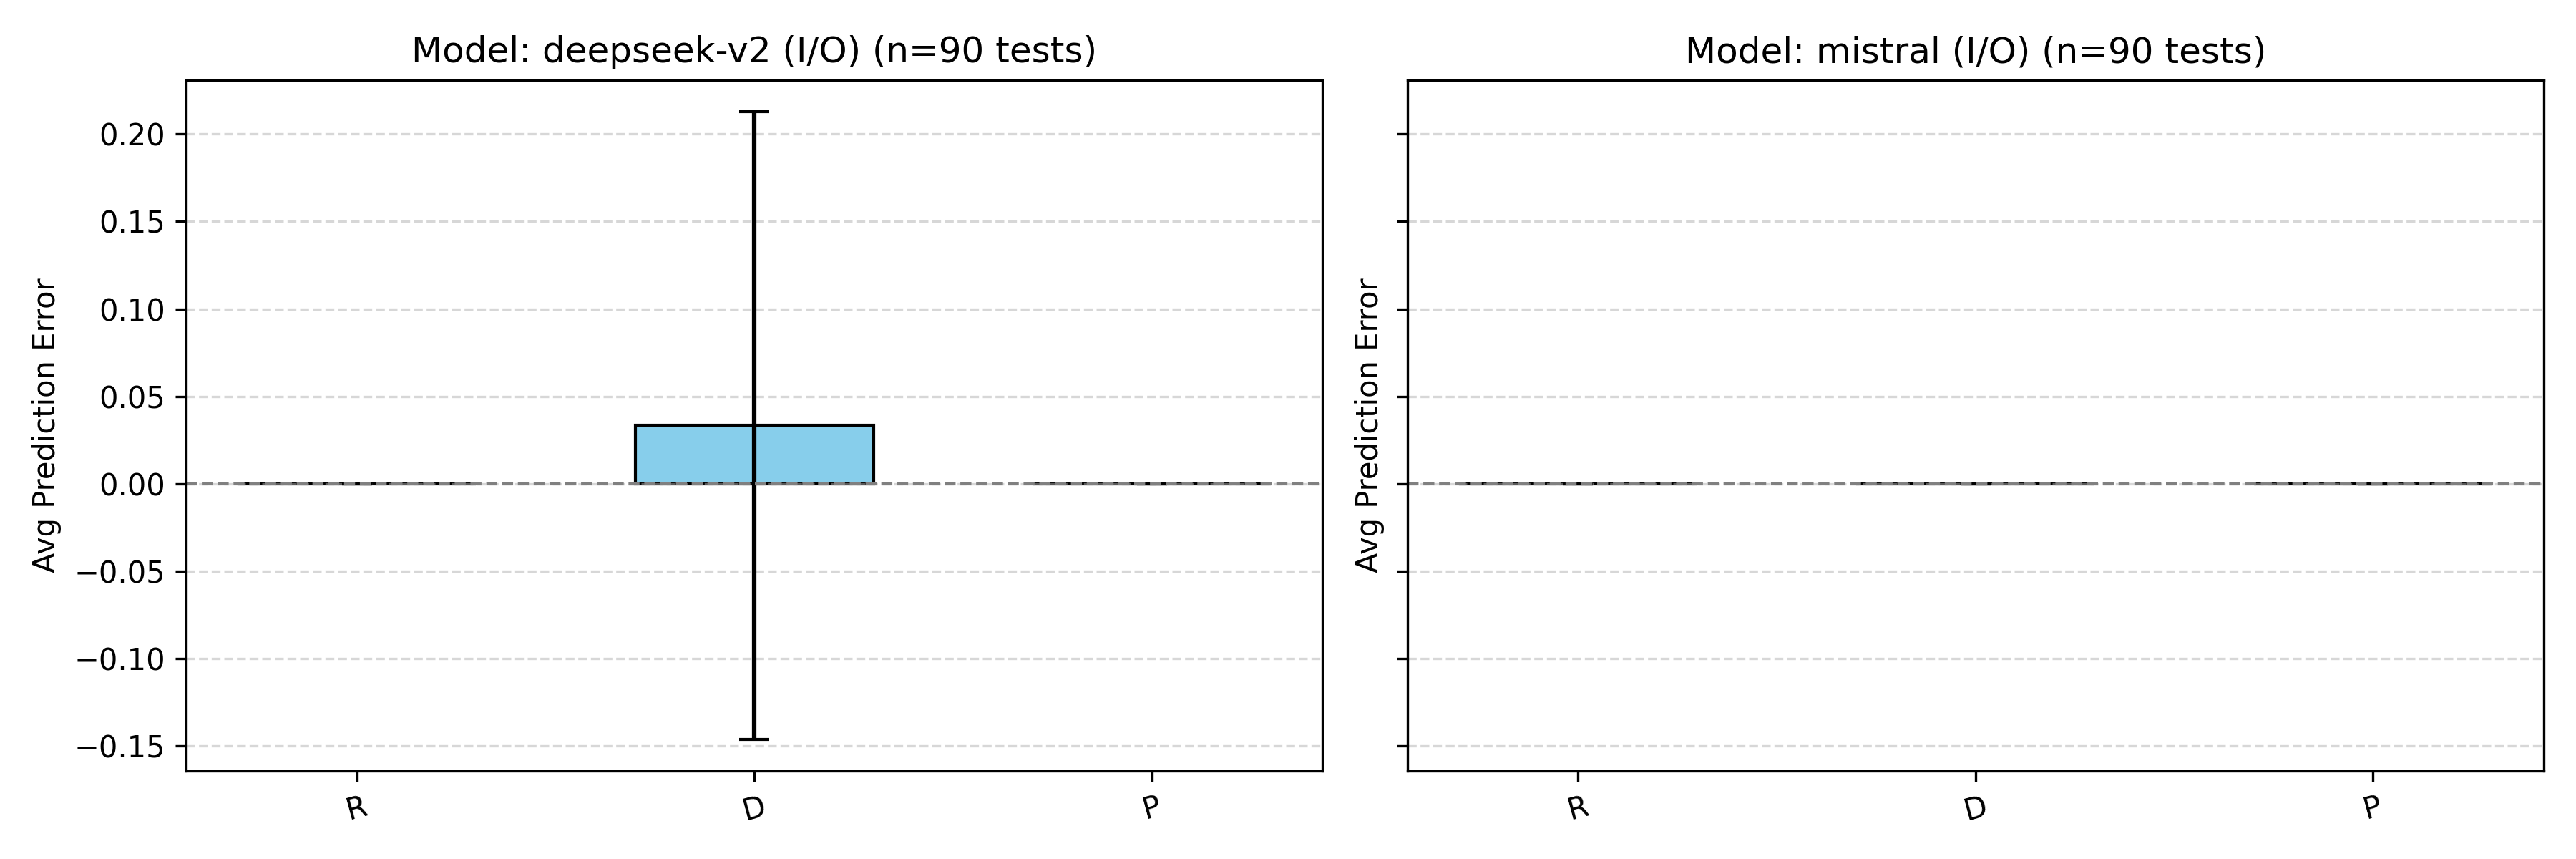 Model: deepseek-v2 (I/O) (n=90 tests)
Avg Prediction Error
0.20
0.15
0.10
0.05
0.00
−0.05
−0.10
−0.15
R
D
P
Model: mistral (I/O) (n=90 tests)
Avg Prediction Error
R
D
P